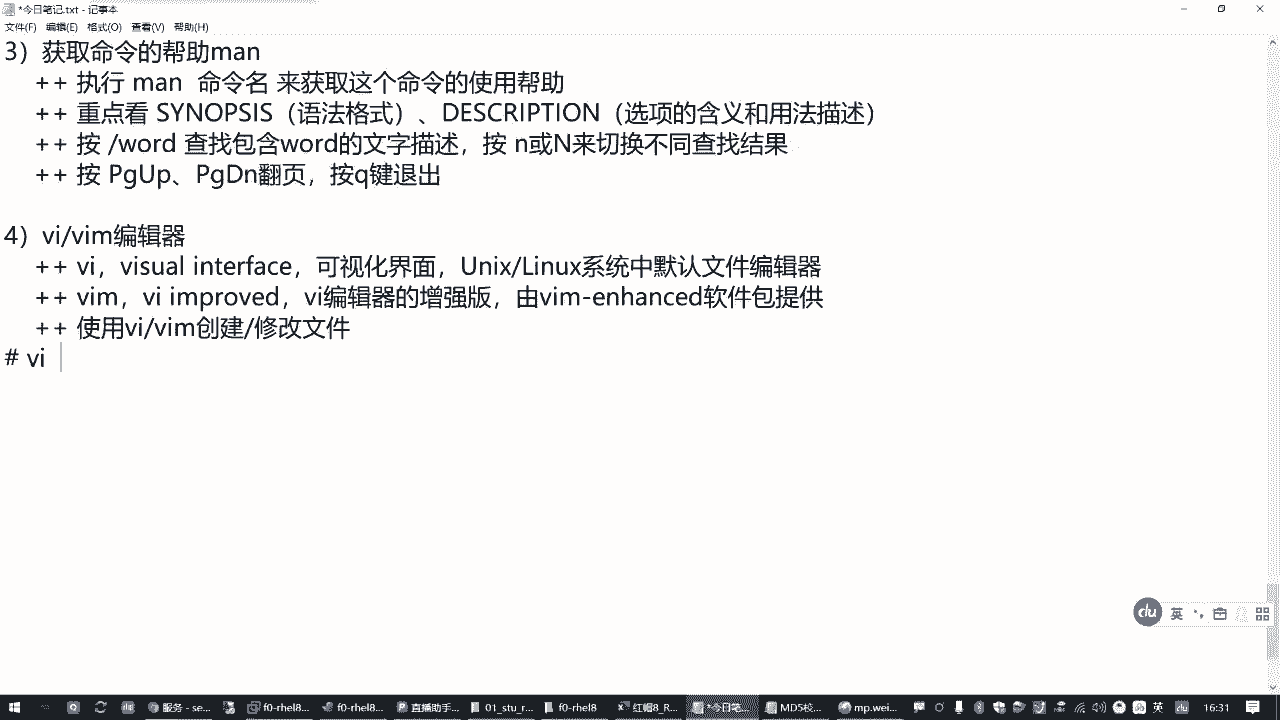 *今日笔记.txt - 记事本
文件(F) 编辑(E) 格式(O) 查看(V) 帮助(H)
3）获取命令的帮助man
++ 执行 man 命令名 来获取这个命令的使用帮助
++ 重点看 SYNOPSIS（语法格式）、DESCRIPTION（选项的含义和用法描述）
++ 按 /word 查找包含word的文字描述，按 n或N来切换不同查找结果
++ 按 PgUp、PgDn翻页，按q键退出
4）vi/vim编辑器
++ vi，visual interface，可视化界面，Unix/Linux系统中默认文件编辑器
++ vim，vi improved，vi编辑器的增强版，由vim-enhanced软件包提供
++ 使用vi/vim创建/修改文件
# vi
du 英
服务 - se... f0-rhel8... f0-rhel8... 直播助手... 01_stu_r... f0-rhel8 红帽8_R... *今日笔... MD5校... mp.wei... 英 du 16:31